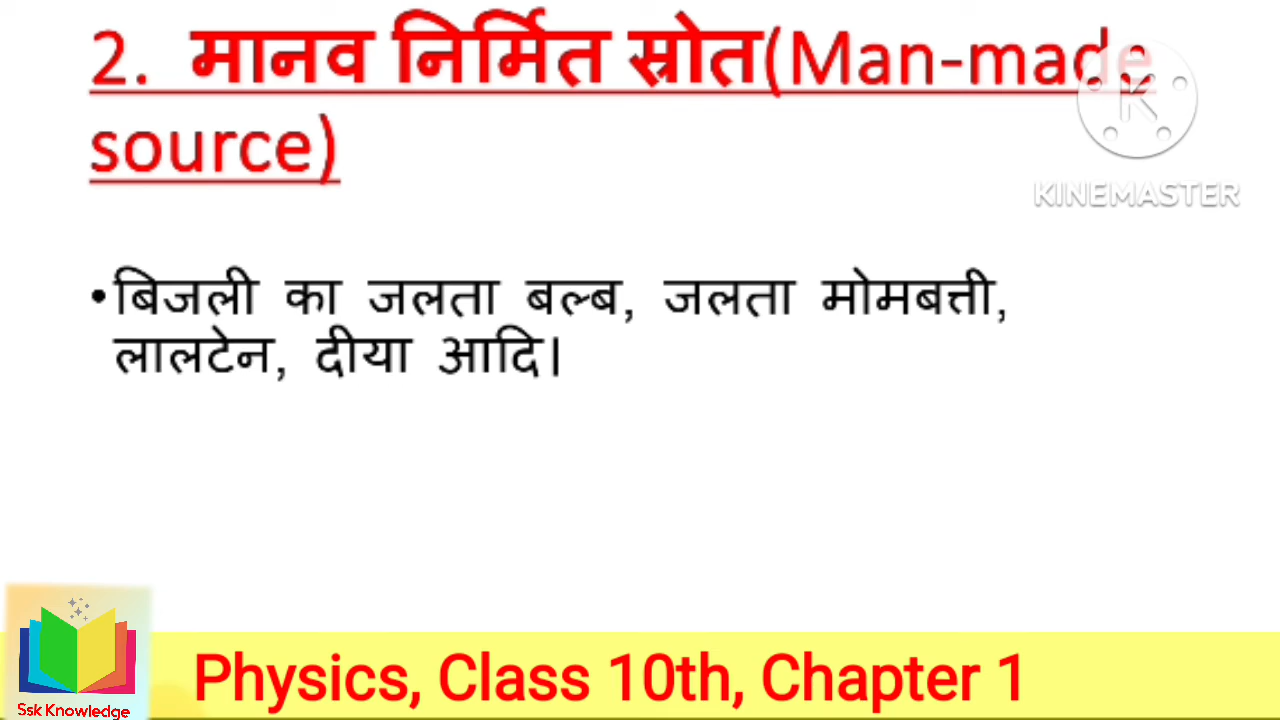 2. मानव निर्मित स्रोत(Man-made
source)
KINEMASTER
•बिजली का जलता बल्ब, जलता मोमबत्ती,
लालटेन, दीया आदि।
Physics, Class 10th, Chapter 1
Ssk Knowledge